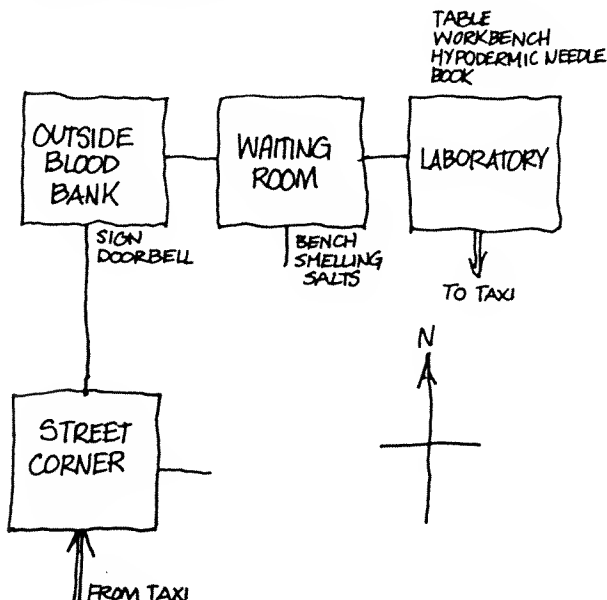 TABLE
WORKBENCH
HYPODERMIC NEEDLE
BOOK
OUTSIDE
BLOOD
BANK
WAITING
ROOM
LABORATORY
SIGN
DOORBELL
BENCH
SMELLING
SALTS
TO TAXI
N
STREET
CORNER
FROM TAXI